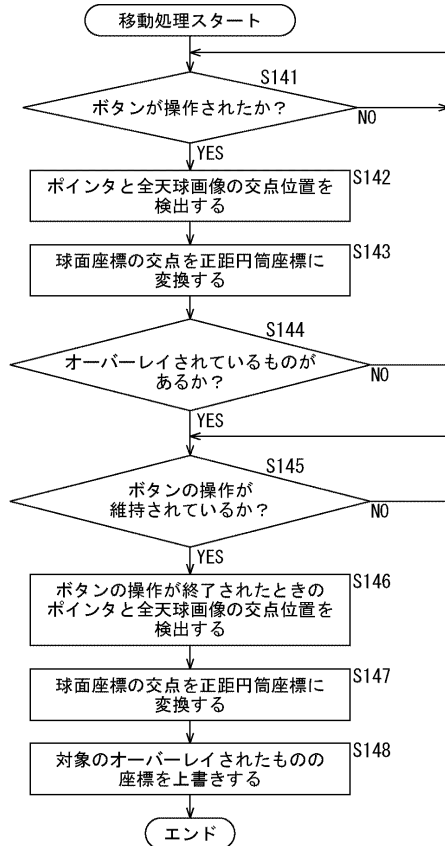 移動処理スタート
S141
ボタンが操作されたか？
NO
YES
S142
ポインタと全天球画像の交点位置を
検出する
S143
球面座標の交点を正距円筒座標に
変換する
S144
オーバーレイされているものが
あるか？
NO
YES
S145
ボタンの操作が
維持されているか？
NO
YES
S146
ボタンの操作が終了されたときの
ポインタと全天球画像の交点位置を
検出する
S147
球面座標の交点を正距円筒座標に
変換する
S148
対象のオーバーレイされたものの
座標を上書きする
エンド